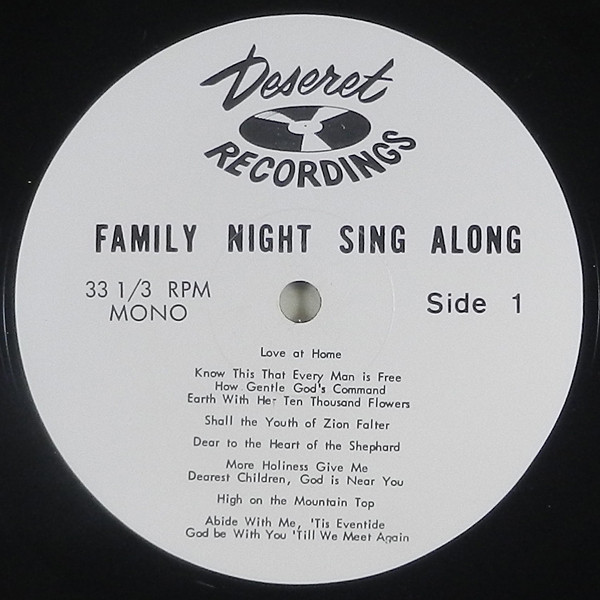 Deseret
RECORDINGS
FAMILY NIGHT SING ALONG
33 1/3 RPM
MONO
Side 1
Love at Home
Know This That Every Man is Free
How Gentle God's Command
Earth With Her Ten Thousand Flowers
Shall the Youth of Zion Falter
Dear to the Heart of the Shephard
More Holiness Give Me
Dearest Children, God is Near You
High on the Mountain Top
Abide With Me, 'Tis Eventide
God be With You 'Till We Meet Again